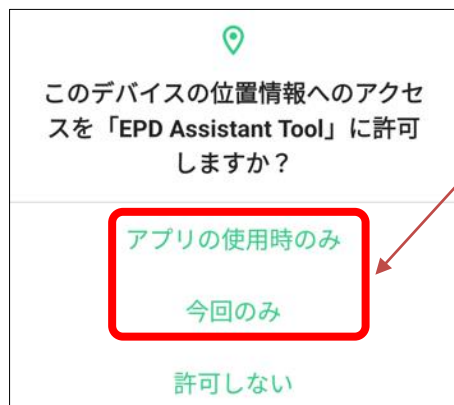 このデバイスの位置情報へのアクセ
スを「EPD Assistant Tool」に許可
しますか？
アプリの使用時のみ
今回のみ
許可しない